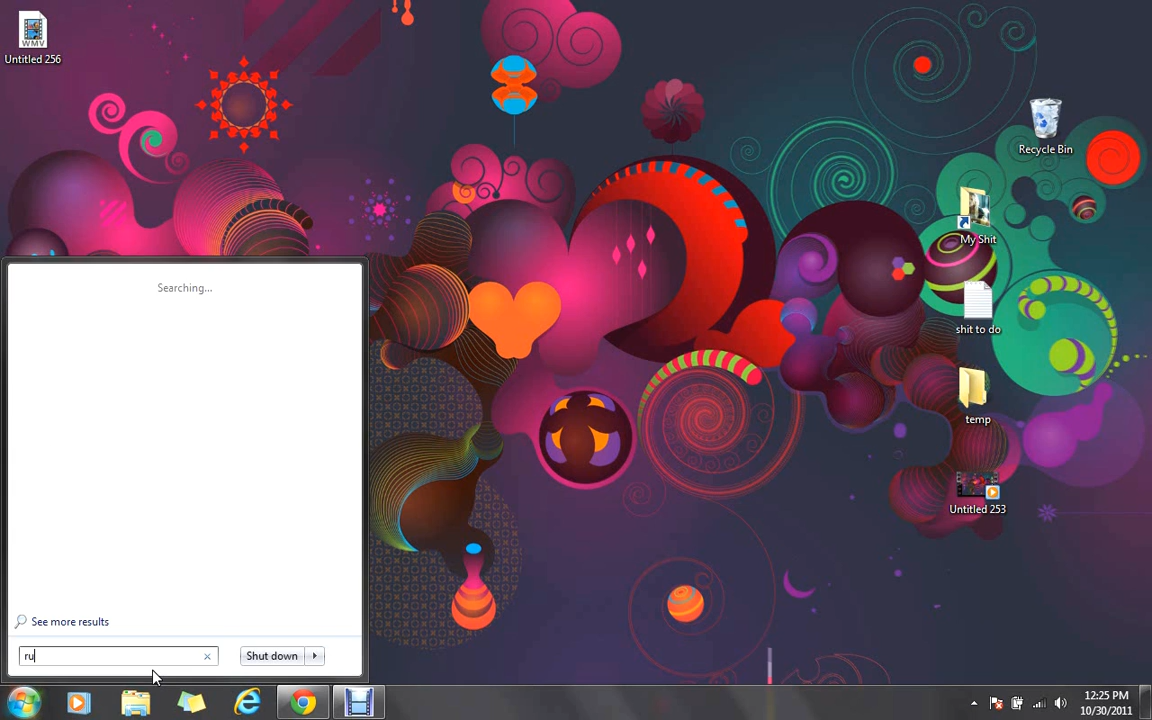 WMV
Untitled 256
Recycle Bin
My Shit
shit to do
temp
Untitled 253
Searching...
See more results
ru
Shut down
12:25 PM
10/30/2011